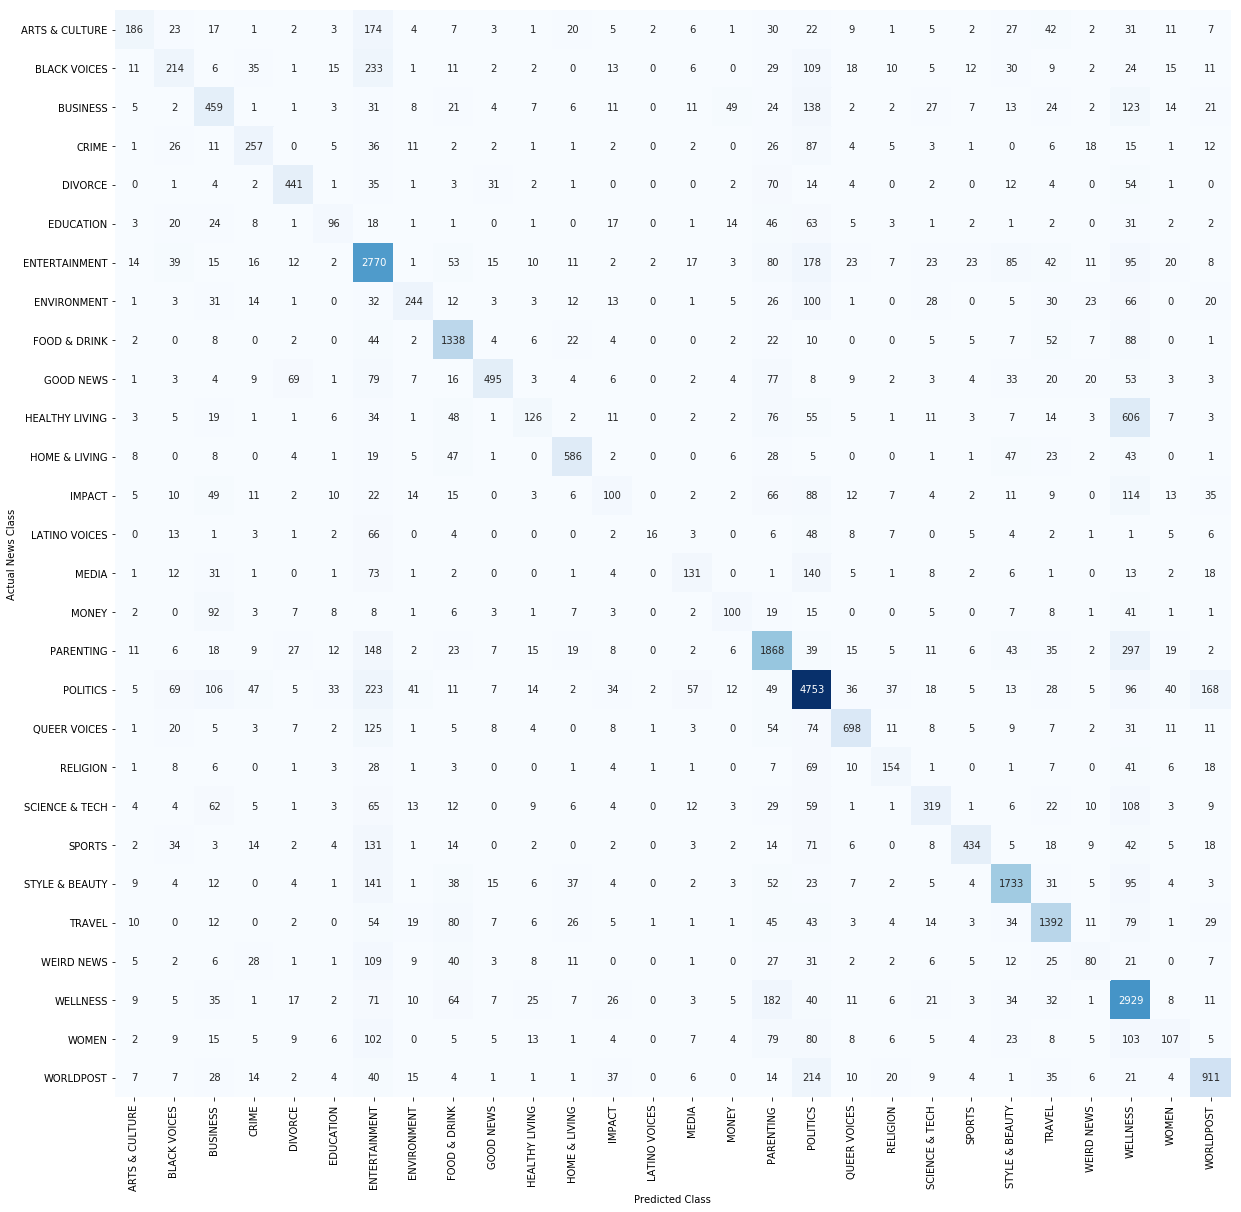 ARTS & CULTURE 186 23 17 1 2 3 174 4 7 3 1 20 5 2 6 1 30 22 9 1 5 2 27 42 2 31 11 7
BLACK VOICES 11 214 6 35 1 15 233 1 11 2 2 0 13 0 6 0 29 109 18 10 5 12 30 9 2 24 15 11
BUSINESS 5 2 459 1 1 3 31 8 21 4 7 6 11 0 11 49 24 138 2 2 27 7 13 24 2 123 14 21
CRIME 1 26 11 257 0 5 36 11 2 2 1 1 2 0 2 0 26 87 4 5 3 1 0 6 18 15 1 12
DIVORCE 0 1 4 2 441 1 35 1 3 31 2 1 0 0 0 2 70 14 4 0 2 0 12 4 0 54 1 0
EDUCATION 3 20 24 8 1 96 18 1 1 0 1 0 17 0 1 14 46 63 5 3 1 2 1 2 0 31 2 2
ENTERTAINMENT 14 39 15 16 12 2 2770 1 53 15 10 11 2 2 17 3 80 178 23 7 23 23 85 42 11 95 20 8
ENVIRONMENT 1 3 31 14 1 0 32 244 12 3 3 12 13 0 1 5 26 100 1 0 28 0 5 30 23 66 0 20
FOOD & DRINK 2 0 8 0 2 0 44 2 1338 4 6 22 4 0 0 2 22 10 0 0 5 5 7 52 7 88 0 1
GOOD NEWS 1 3 4 9 69 1 79 7 16 495 3 4 6 0 2 4 77 8 9 2 3 4 33 20 20 53 3 3
HEALTHY LIVING 3 5 19 1 1 6 34 1 48 1 126 2 11 0 2 2 76 55 5 1 11 3 7 14 3 606 7 3
HOME & LIVING 8 0 8 0 4 1 19 5 47 1 0 586 2 0 0 6 28 5 0 0 1 1 47 23 2 43 0 1
IMPACT 5 10 49 11 2 10 22 14 15 0 3 6 100 0 2 2 66 88 12 7 4 2 11 9 0 114 13 35
LATINO VOICES 0 13 1 3 1 2 66 0 4 0 0 0 2 16 3 0 6 48 8 7 0 5 4 2 1 1 5 6
MEDIA 1 12 31 1 0 1 73 1 2 0 0 1 4 0 131 0 1 140 5 1 8 2 6 1 0 13 2 18
MONEY 2 0 92 3 7 8 8 1 6 3 1 7 3 0 2 100 19 15 0 0 5 0 7 8 1 41 1 1
PARENTING 11 6 18 9 27 12 148 2 23 7 15 19 8 0 2 6 1868 39 15 5 11 6 43 35 2 297 19 2
POLITICS 5 69 106 47 5 33 223 41 11 7 14 2 34 2 57 12 49 4753 36 37 18 5 13 28 5 96 40 168
QUEER VOICES 1 20 5 3 7 2 125 1 5 8 4 0 8 1 3 0 54 74 698 11 8 5 9 7 2 31 11 11
RELIGION 1 8 6 0 1 3 28 1 3 0 0 1 4 1 1 0 7 69 10 154 1 0 1 7 0 41 6 18
SCIENCE & TECH 4 4 62 5 1 3 65 13 12 0 9 6 4 0 12 3 29 59 1 1 319 1 6 22 10 108 3 9
SPORTS 2 34 3 14 2 4 131 1 14 0 2 0 2 0 3 2 14 71 6 0 8 434 5 18 9 42 5 18
STYLE & BEAUTY 9 4 12 0 4 1 141 1 38 15 6 37 4 0 2 3 52 23 7 2 5 4 1733 31 5 95 4 3
TRAVEL 10 0 12 0 2 0 54 19 80 7 6 26 5 1 1 1 45 43 3 4 14 3 34 1392 11 79 1 29
WEIRD NEWS 5 2 6 28 1 1 109 9 40 3 8 11 0 0 1 0 27 31 2 2 6 5 12 25 80 21 0 7
WELLNESS 9 5 35 1 17 2 71 10 64 7 25 7 26 0 3 5 182 40 11 6 21 3 34 32 1 2929 8 11
WOMEN 2 9 15 5 9 6 102 0 5 5 13 1 4 0 7 4 79 80 8 6 5 4 23 8 5 103 107 5
WORLDPOST 7 7 28 14 2 4 40 15 4 1 1 1 37 0 6 0 14 214 10 20 9 4 1 35 6 21 4 911
Actual News Class
ARTS & CULTURE
BLACK VOICES
BUSINESS
CRIME
DIVORCE
EDUCATION
ENTERTAINMENT
ENVIRONMENT
FOOD & DRINK
GOOD NEWS
HEALTHY LIVING
HOME & LIVING
IMPACT
LATINO VOICES
MEDIA
MONEY
PARENTING
POLITICS
QUEER VOICES
RELIGION
SCIENCE & TECH
SPORTS
STYLE & BEAUTY
TRAVEL
WEIRD NEWS
WELLNESS
WOMEN
WORLDPOST
Predicted Class